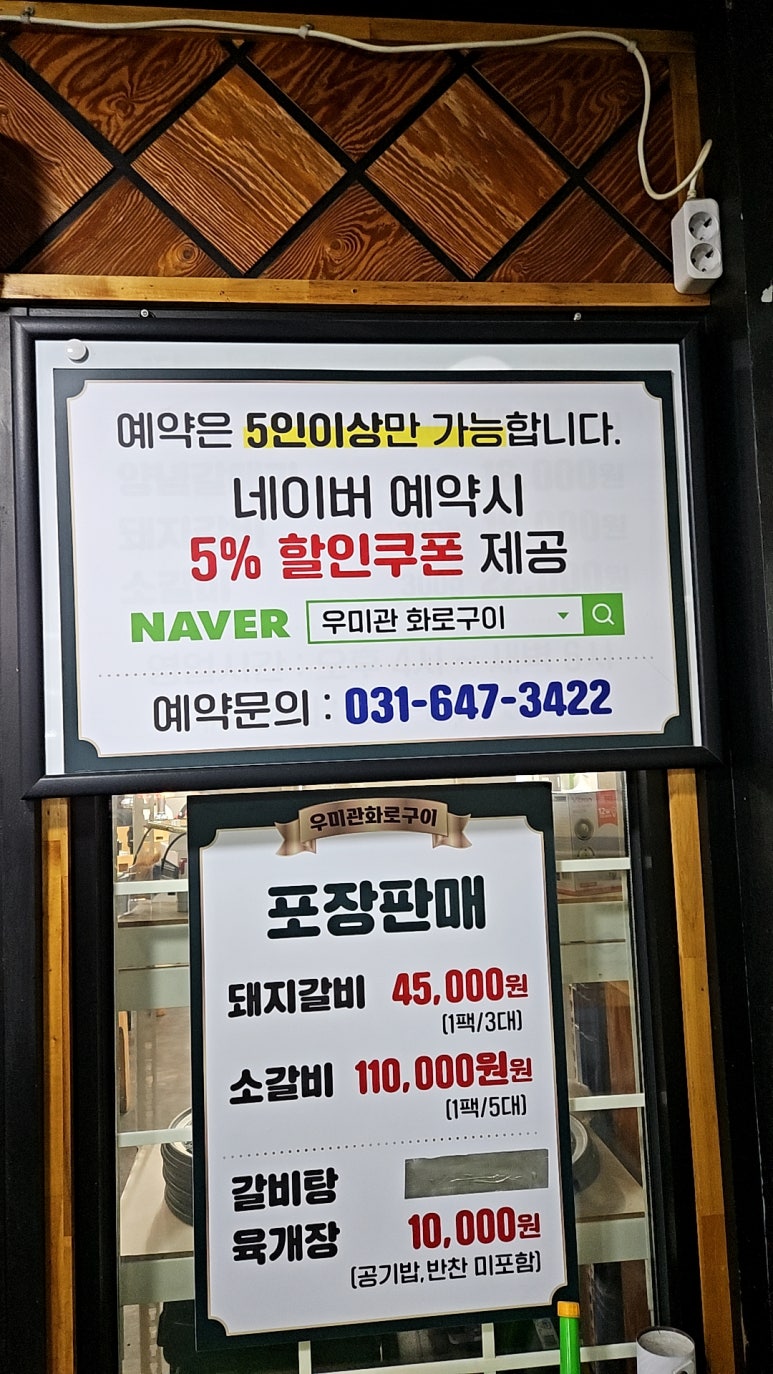 예약은 5인이상만 가능합니다.
네이버 예약시
5% 할인쿠폰 제공
NAVER 우미관 화로구이
예약문의 : 031-647-3422
우미관화로구이
포장판매
돼지갈비 45,000원
(1팩/3대)
소갈비 110,000원원
(1팩/5대)
갈비탕
육개장 10,000원
(공기밥,반찬 미포함)